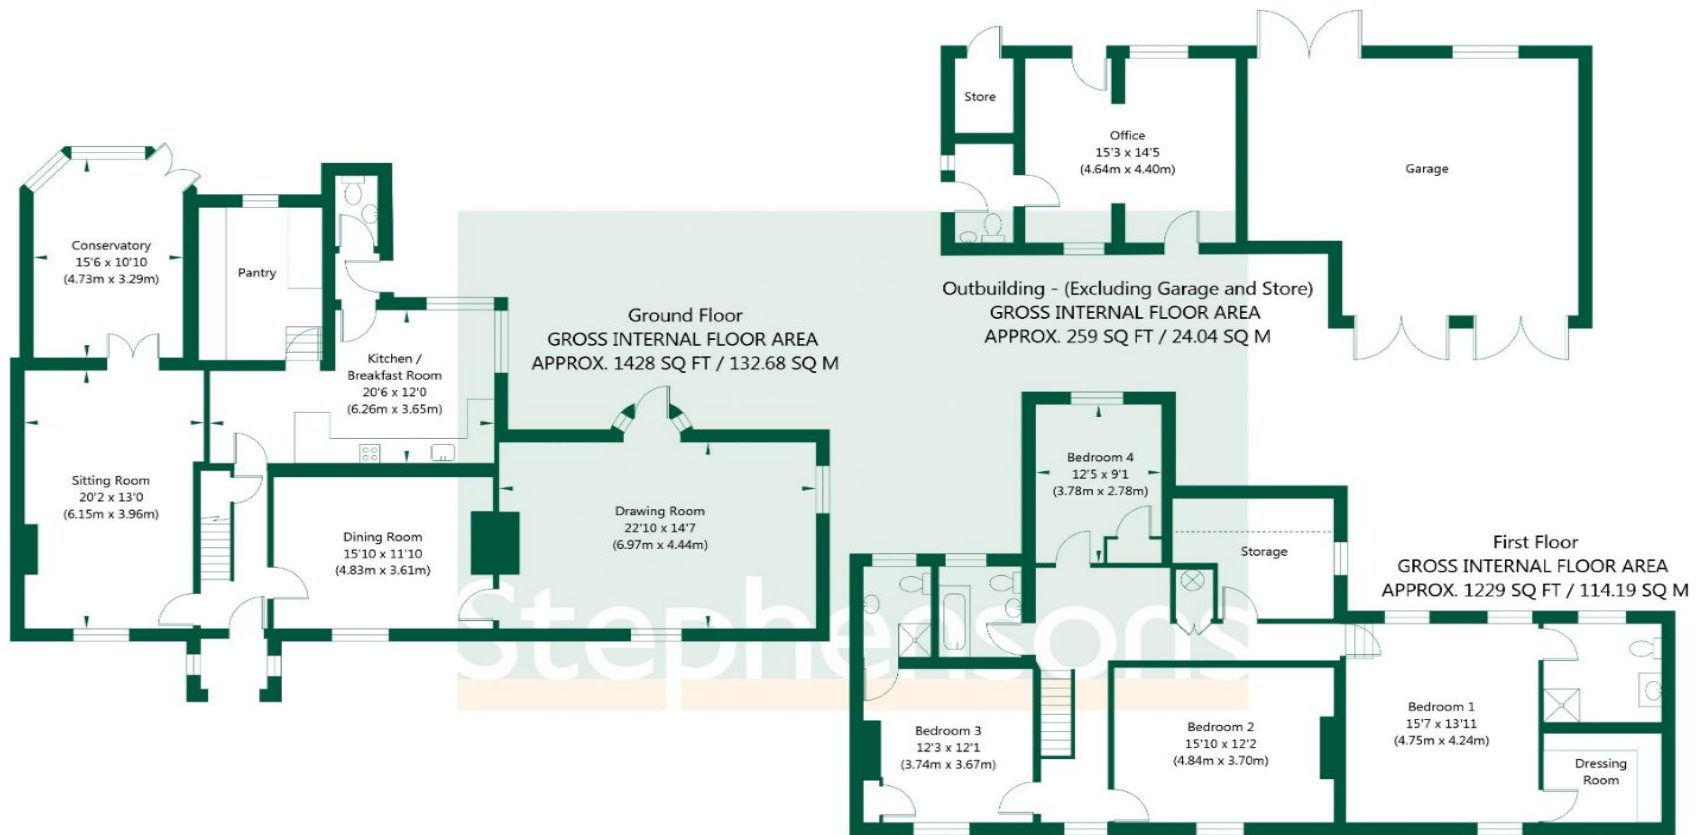 Store
Office
15'3 x 14'5
(4.64m x 4.40m)
Garage
Conservatory
15'6 x 10'10
(4.73m x 3.29m)
Pantry
Outbuilding - (Excluding Garage and Store)
GROSS INTERNAL FLOOR AREA
APPROX. 259 SQ FT / 24.04 SQ M
Ground Floor
GROSS INTERNAL FLOOR AREA
APPROX. 1428 SQ FT / 132.68 SQ M
Kitchen /
Breakfast Room
20'6 x 12'0
(6.26m x 3.65m)
Sitting Room
20'2 x 13'0
(6.15m x 3.96m)
Dining Room
15'10 x 11'10
(4.83m x 3.61m)
Drawing Room
22'10 x 14'7
(6.97m x 4.44m)
Bedroom 4
12'5 x 9'1
(3.78m x 2.78m)
Storage
First Floor
GROSS INTERNAL FLOOR AREA
APPROX. 1229 SQ FT / 114.19 SQ M
Stephensons
Bedroom 3
12'3 x 12'1
(3.74m x 3.67m)
Bedroom 2
15'10 x 12'2
(4.84m x 3.70m)
Bedroom 1
15'7 x 13'11
(4.75m x 4.24m)
Dressing
Room